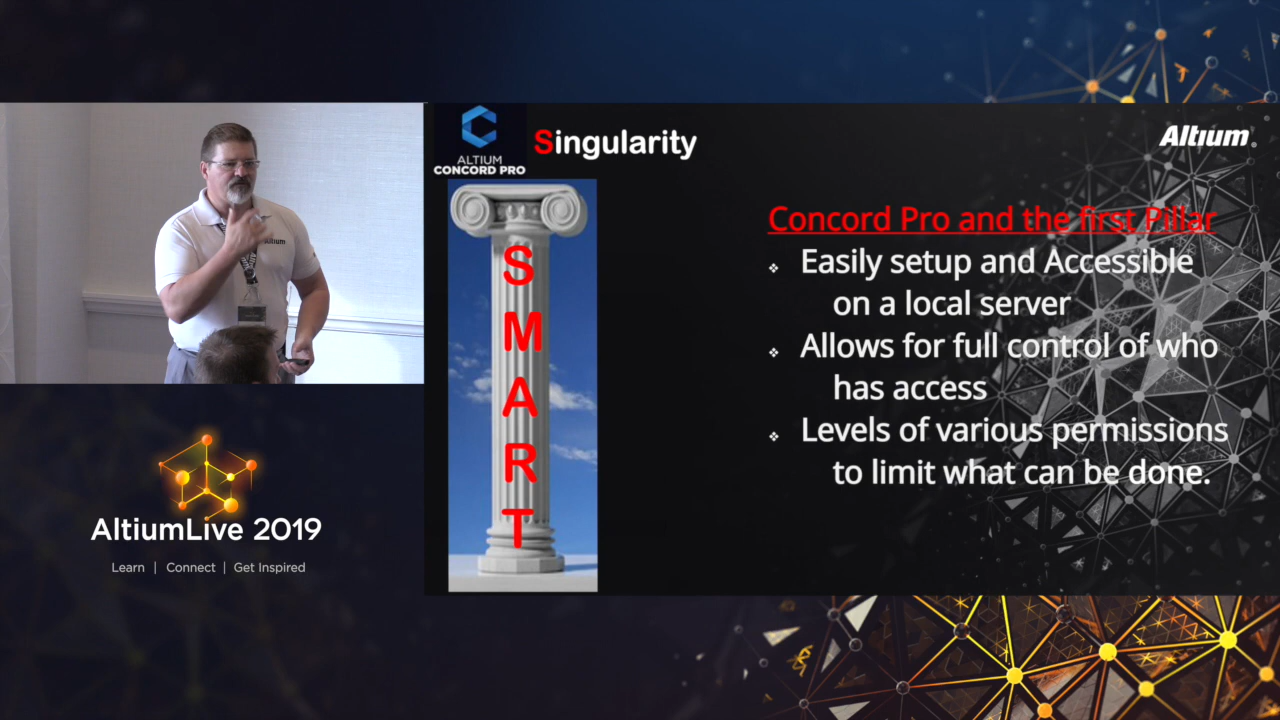 ALTIUM
CONCORD PRO
Singularity
Altium.
Altium
S
M
A
R
T
Concord Pro and the first Pillar
❖ Easily setup and Accessible
on a local server
❖ Allows for full control of who
has access
❖ Levels of various permissions
to limit what can be done.
AltiumLive 2019
Learn | Connect | Get Inspired